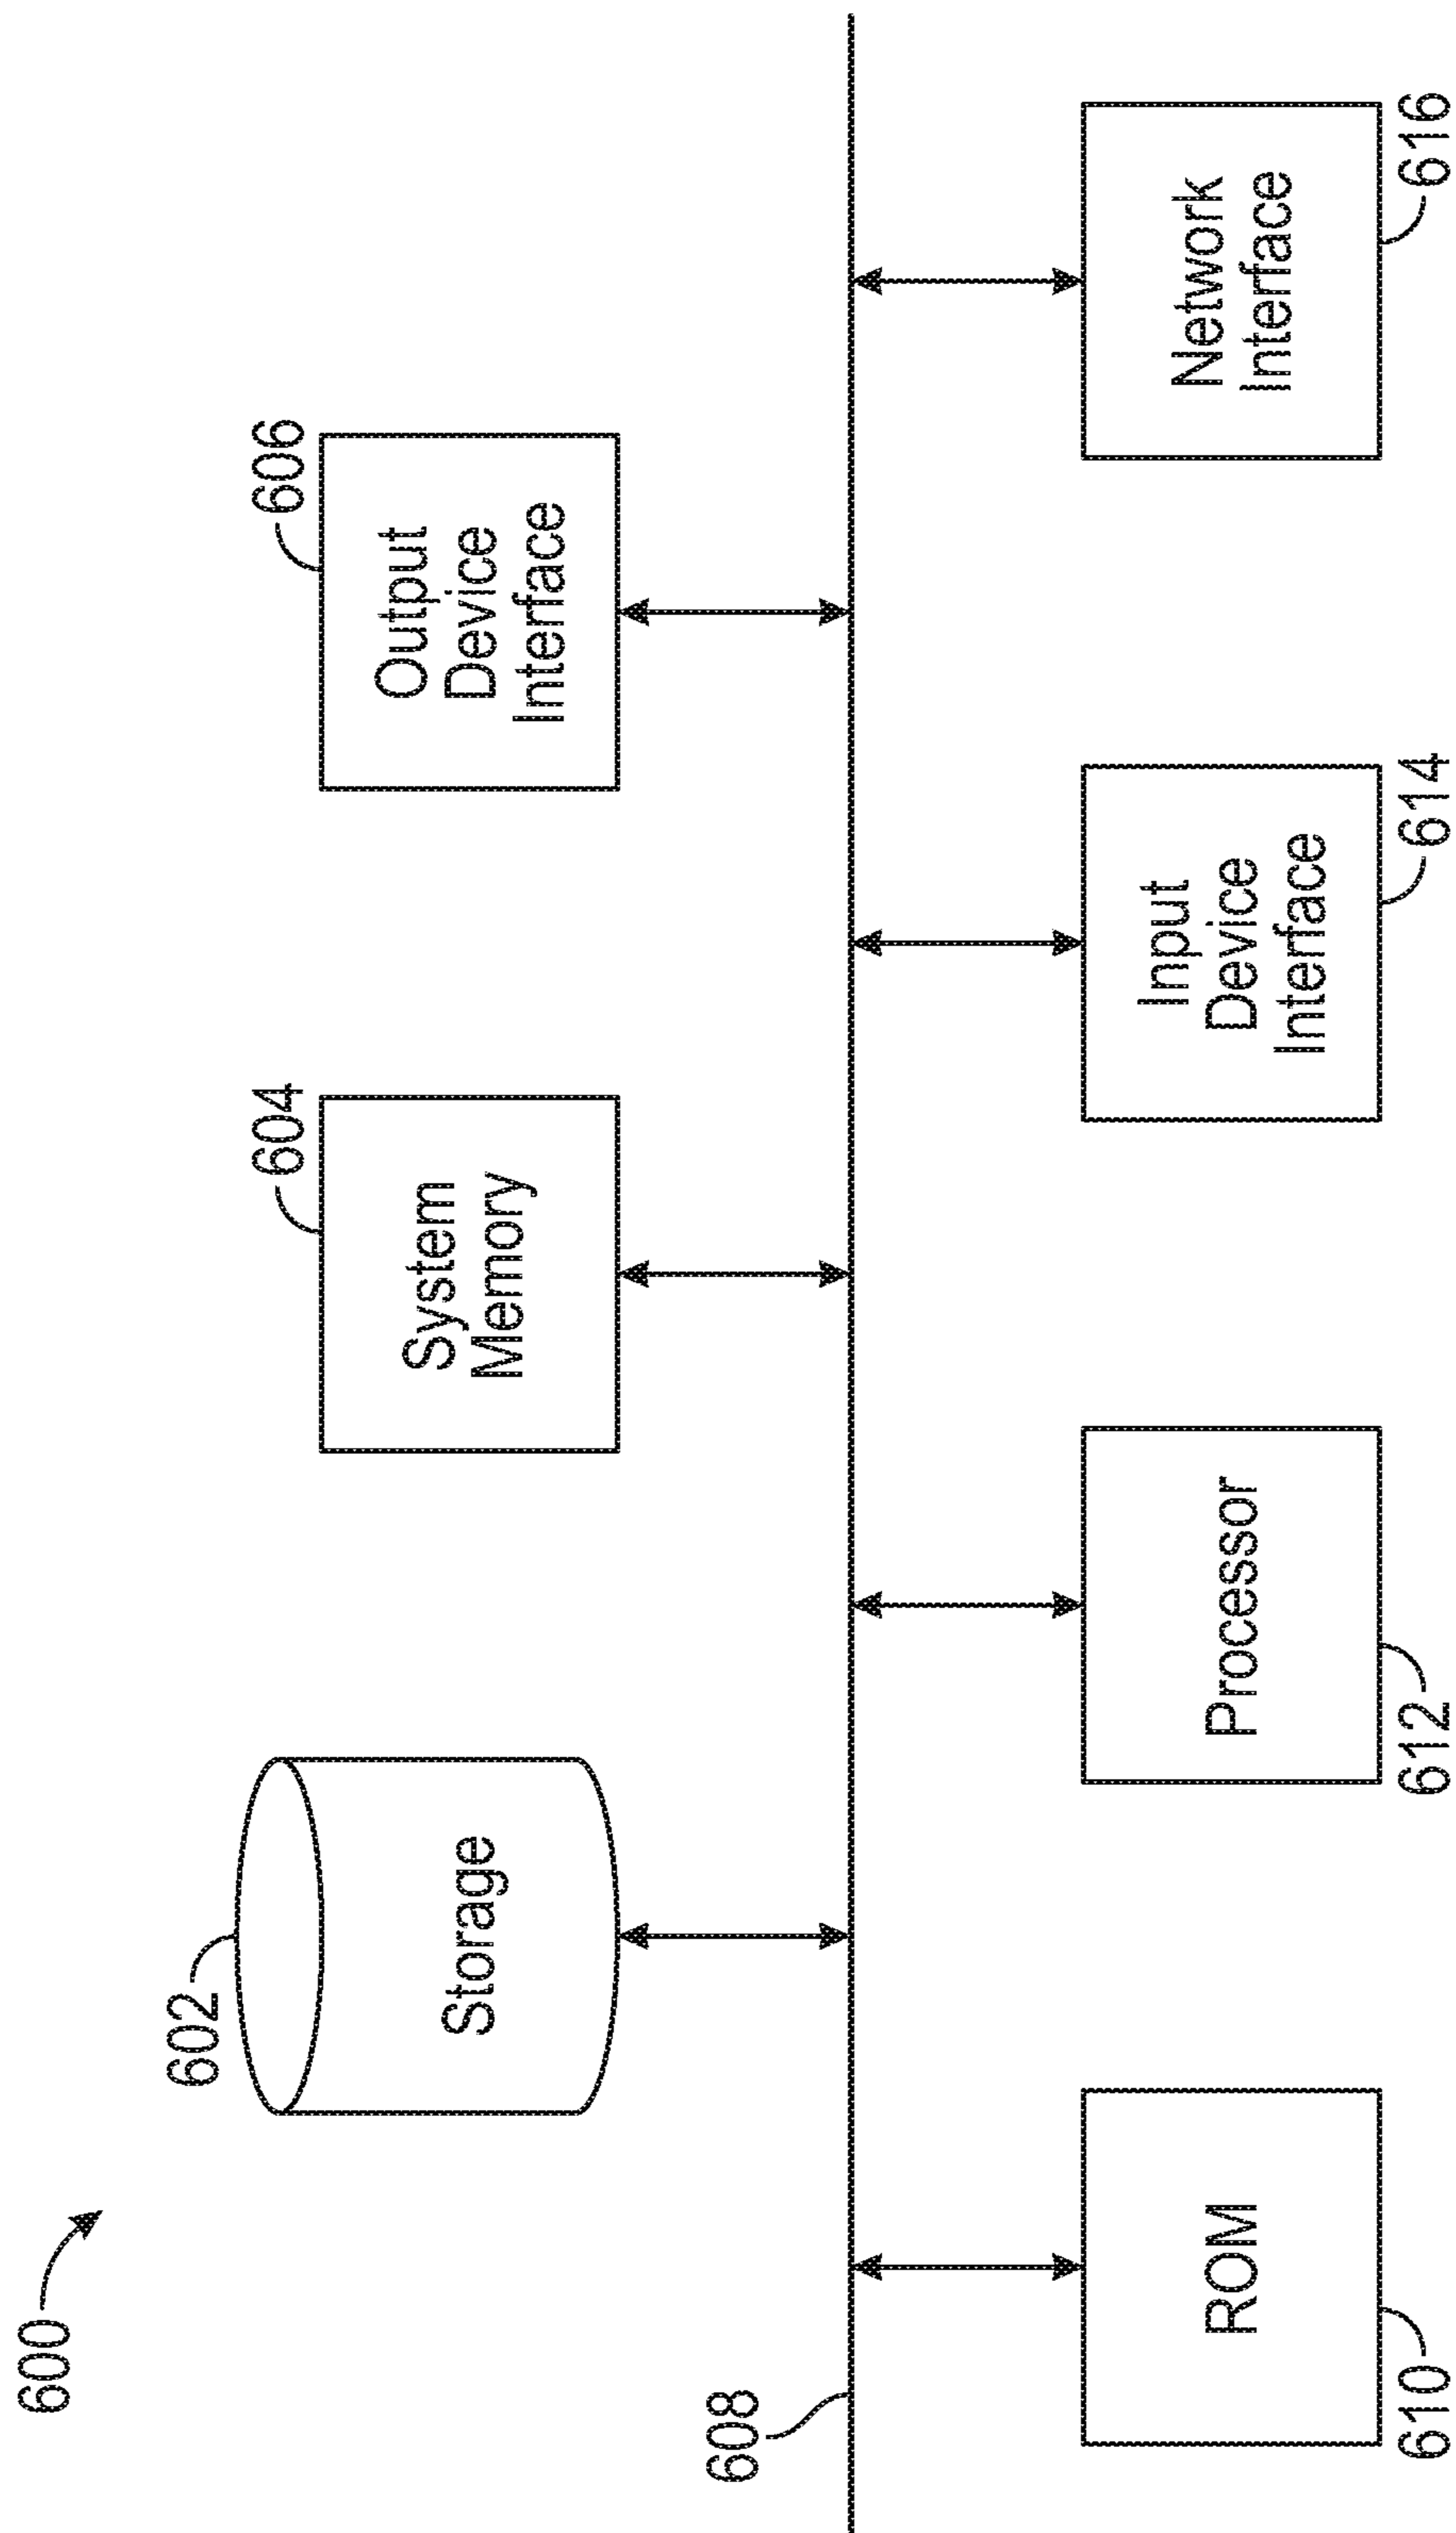 600
602
Storage
604
System
Memory
606
Output
Device
Interface
608
ROM
610
Processor
612
Input
Device
Interface
614
Network
Interface
616